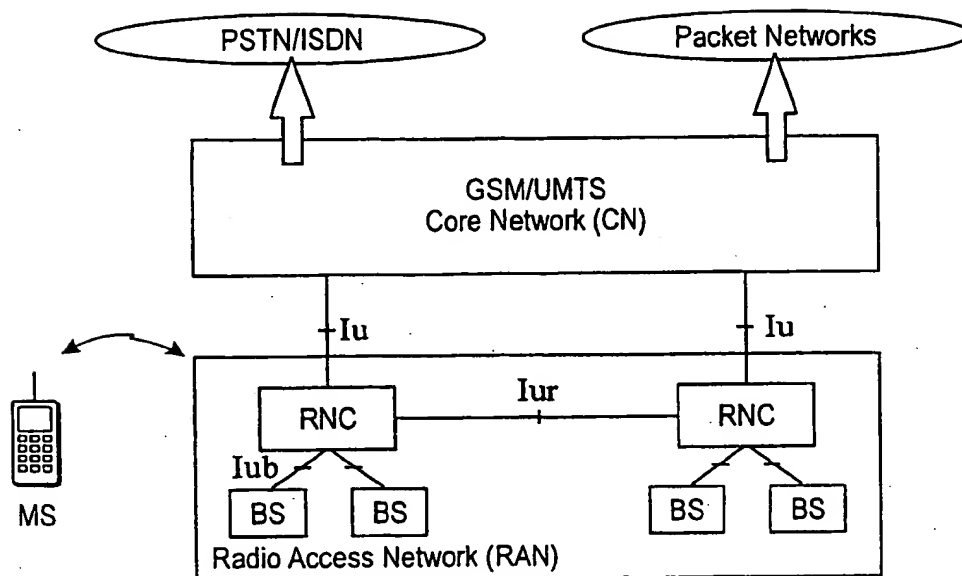 PSTN/ISDN
Packet Networks
GSM/UMTS
Core Network (CN)
Iu
Iu
RNC
Iur
RNC
Iub
BS
BS
BS
BS
MS
Radio Access Network (RAN)